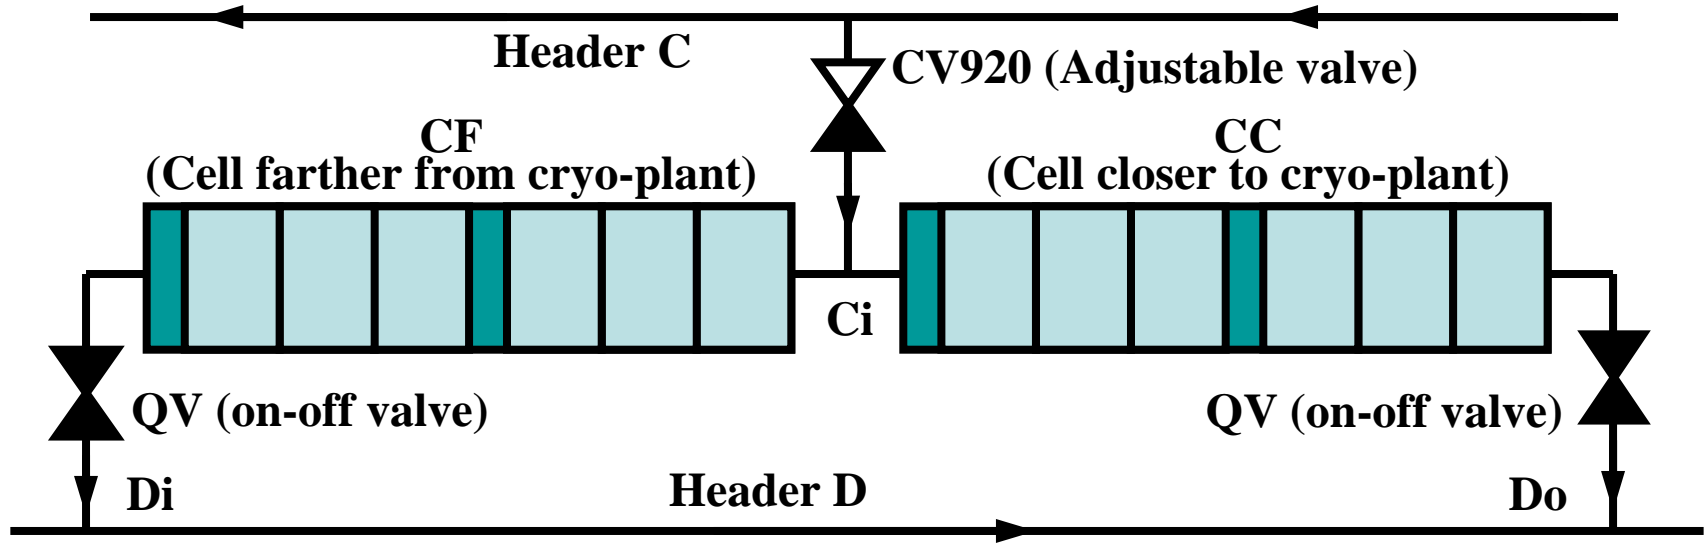 Header C
CV920 (Adjustable valve)
CF
(Cell farther from cryo-plant)
CC
(Cell closer to cryo-plant)
Ci
QV (on-off valve)
QV (on-off valve)
Di
Header D
Do